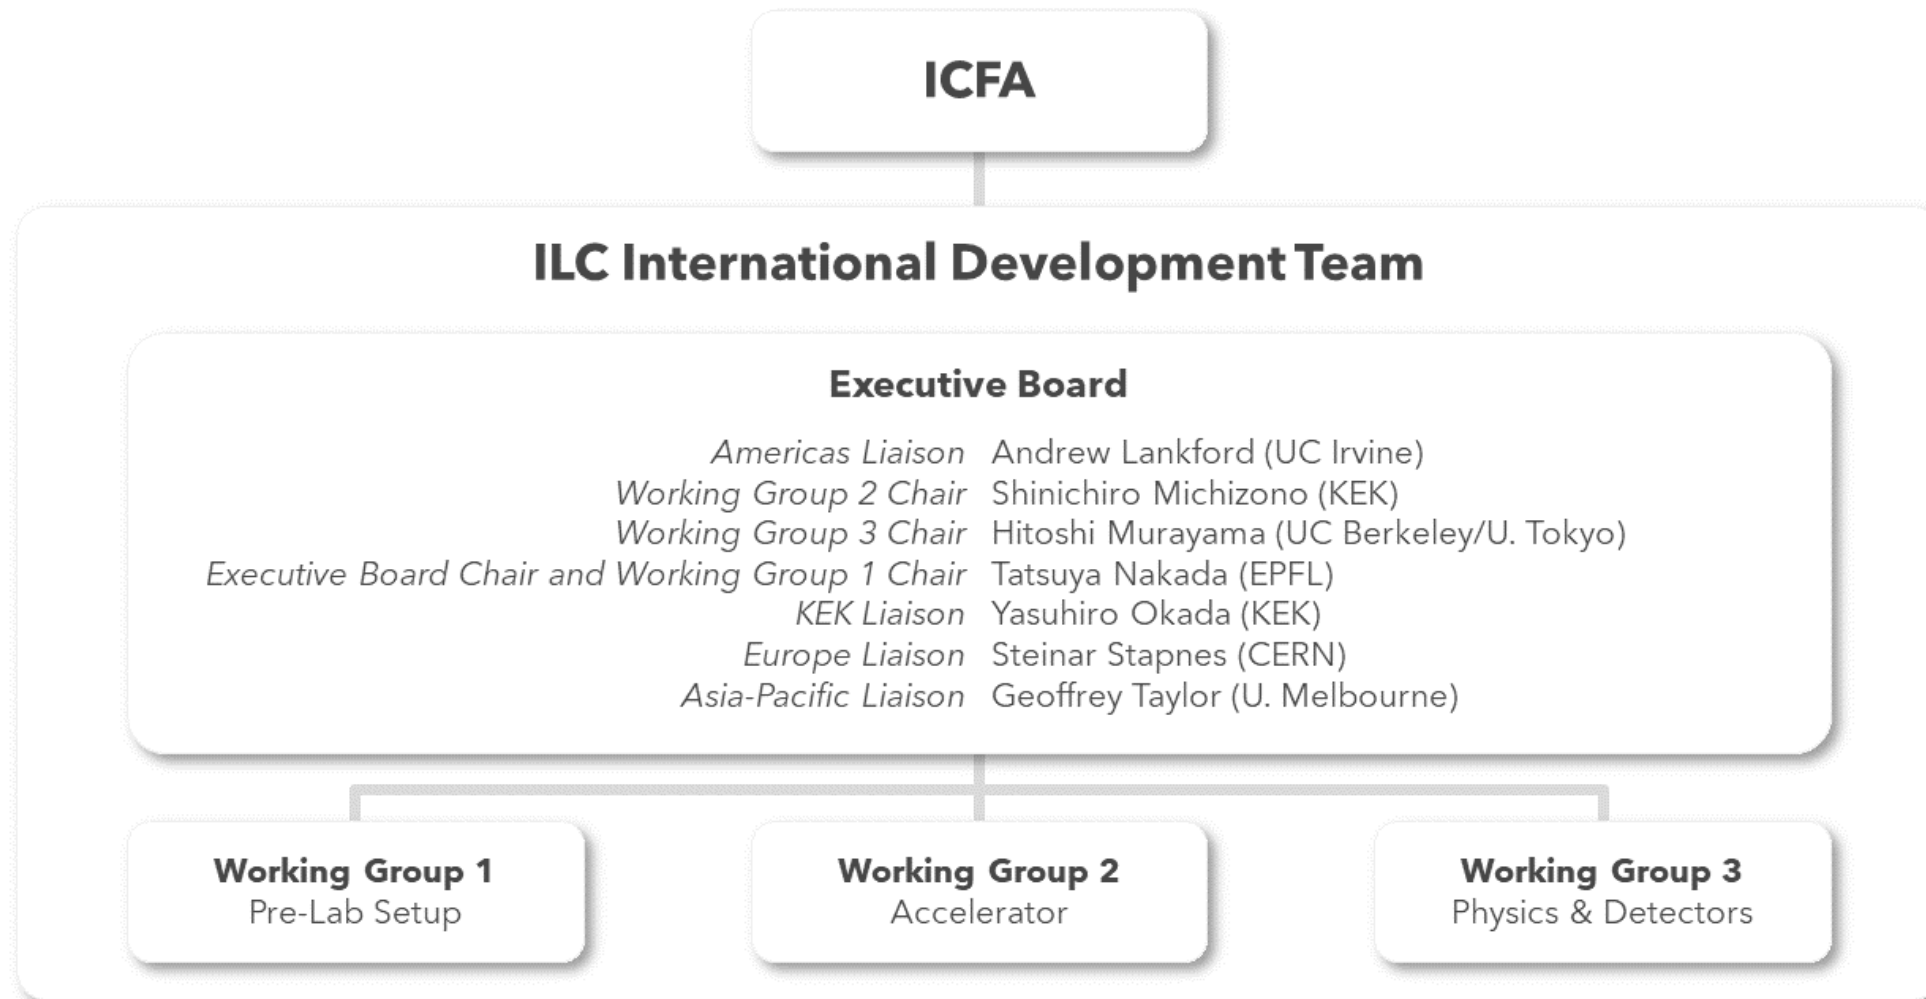 ICFA
ILC International Development Team
Executive Board
Americas Liaison Andrew Lankford (UC Irvine)
Working Group 2 Chair Shinichiro Michizono (KEK)
Working Group 3 Chair Hitoshi Murayama (UC Berkeley/U. Tokyo)
Executive Board Chair and Working Group 1 Chair Tatsuya Nakada (EPFL)
KEK Liaison Yasuhiro Okada (KEK)
Europe Liaison Steinar Stapnes (CERN)
Asia-Pacific Liaison Geoffrey Taylor (U. Melbourne)
Working Group 1
Pre-Lab Setup
Working Group 2
Accelerator
Working Group 3
Physics & Detectors